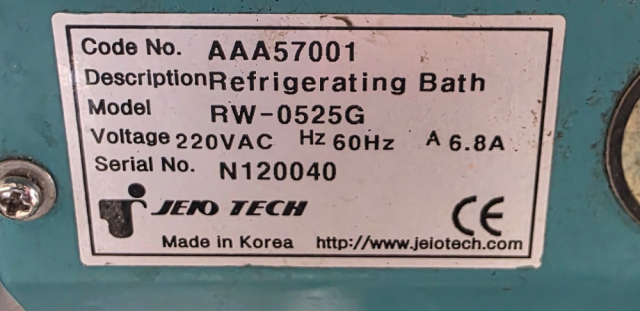 Code No. AAA57001
Description Refrigerating Bath
Model RW-0525G
Voltage 220VAC Hz 60Hz A 6.8A
Serial No. N120040
JEIO TECH CE
Made in Korea http://www.jeiotech.com